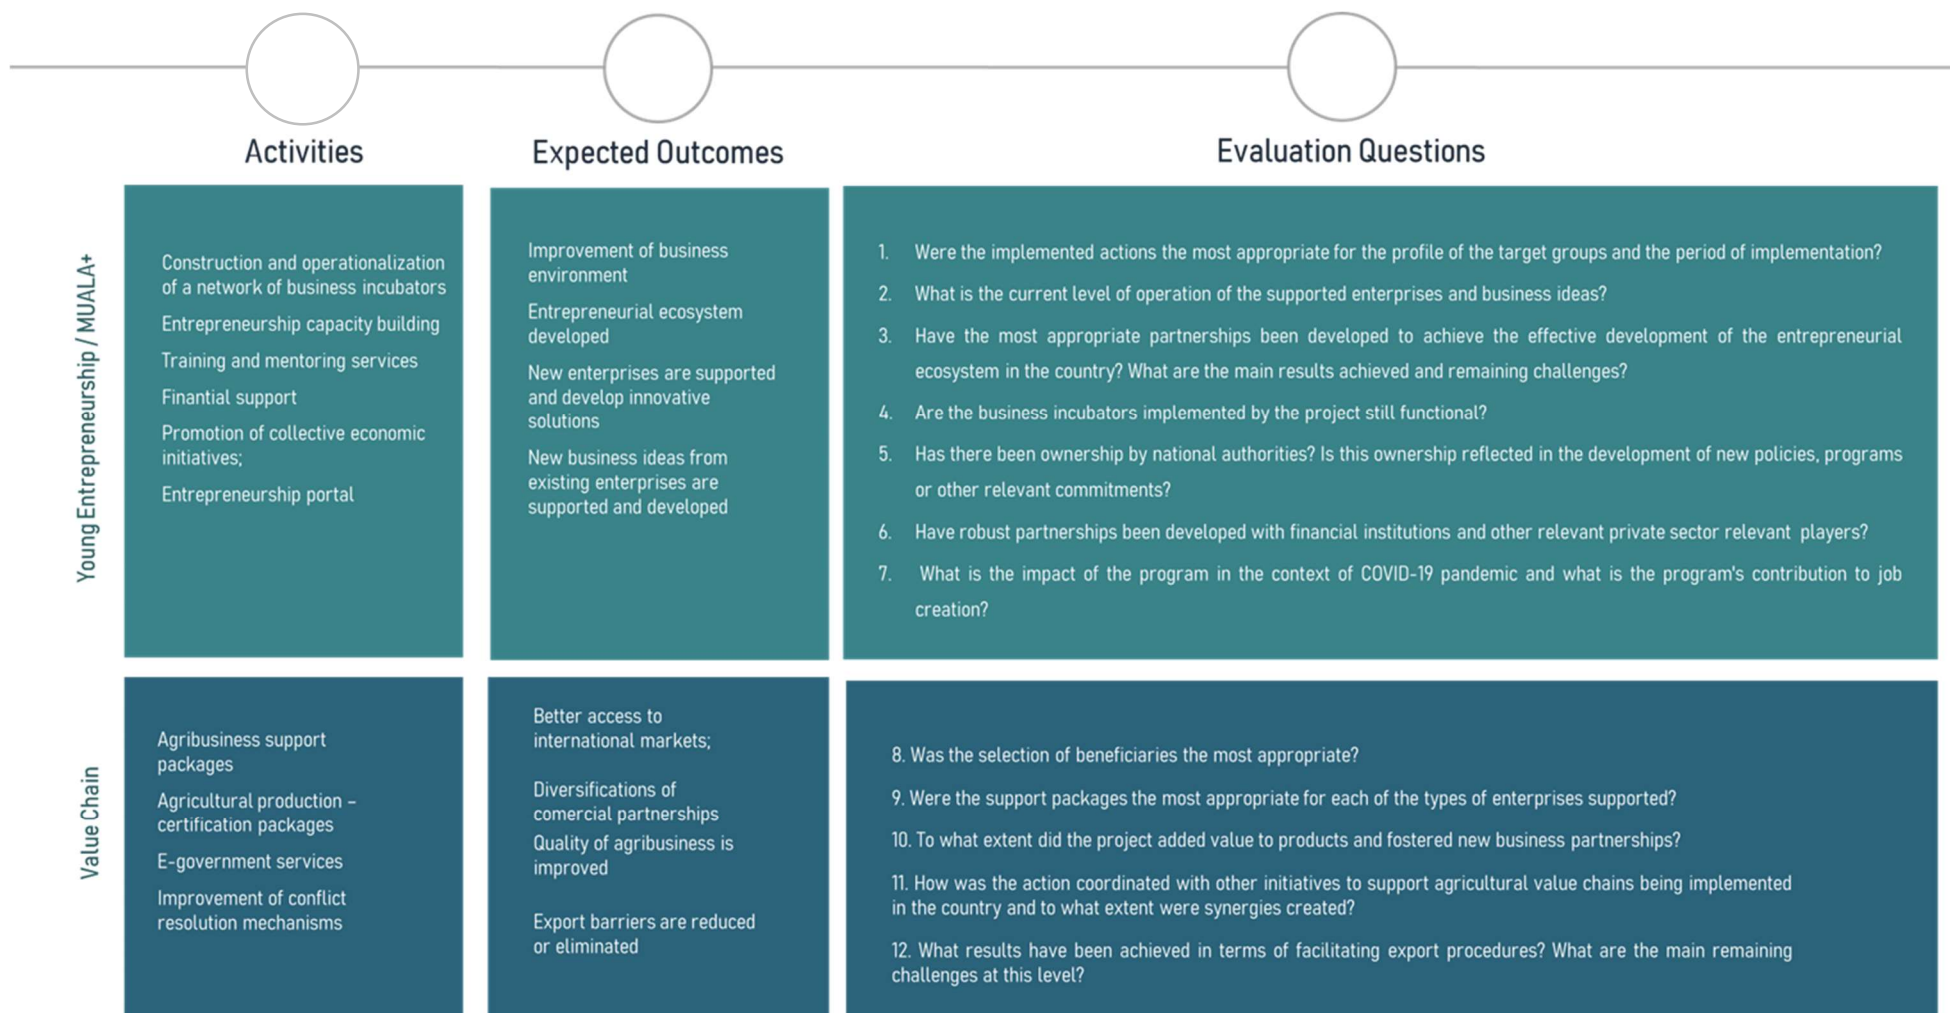 Activities
Expected Outcomes
Evaluation Questions
Young Entrepreneurship / MUALA+
Construction and operationalization
of a network of business incubators
Entrepreneurship capacity building
Training and mentoring services
Finantial support
Promotion of collective economic
initiatives;
Entrepreneurship portal
Improvement of business
environment
Entrepreneurial ecosystem
developed
New enterprises are supported
and develop innovative
solutions
New business ideas from
existing enterprises are
supported and developed
1. Were the implemented actions the most appropriate for the profile of the target groups and the period of implementation?
2. What is the current level of operation of the supported enterprises and business ideas?
3. Have the most appropriate partnerships been developed to achieve the effective development of the entrepreneurial
ecosystem in the country? What are the main results achieved and remaining challenges?
4. Are the business incubators implemented by the project still functional?
5. Has there been ownership by national authorities? Is this ownership reflected in the development of new policies, programs
or other relevant commitments?
6. Have robust partnerships been developed with financial institutions and other relevant private sector relevant players?
7. What is the impact of the program in the context of COVID-19 pandemic and what is the program's contribution to job
creation?
Value Chain
Agribusiness support
packages
Agricultural production –
certification packages
E-government services
Improvement of conflict
resolution mechanisms
Better access to
international markets;
Diversifications of
comercial partnerships
Quality of agribusiness is
improved
Export barriers are reduced
or eliminated
8. Was the selection of beneficiaries the most appropriate?
9. Were the support packages the most appropriate for each of the types of enterprises supported?
10. To what extent did the project added value to products and fostered new business partnerships?
11. How was the action coordinated with other initiatives to support agricultural value chains being implemented
in the country and to what extent were synergies created?
12. What results have been achieved in terms of facilitating export procedures? What are the main remaining
challenges at this level?